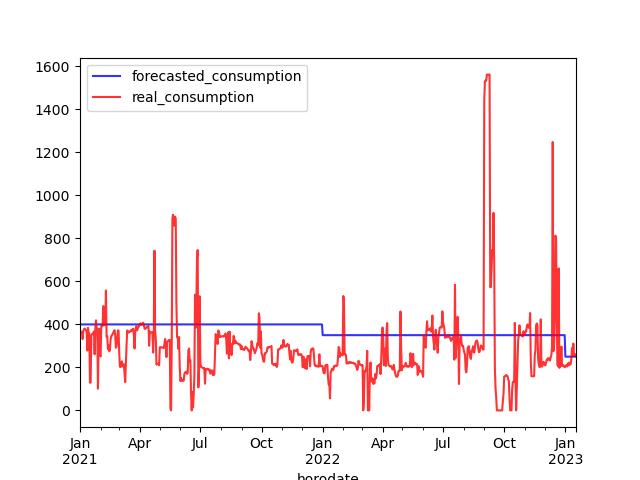 forecasted_consumption
real_consumption
1600
1400
1200
1000
800
600
400
200
0
Jan Apr Jul Oct Jan Apr Jul Oct Jan
2021 2022 2023
horodate